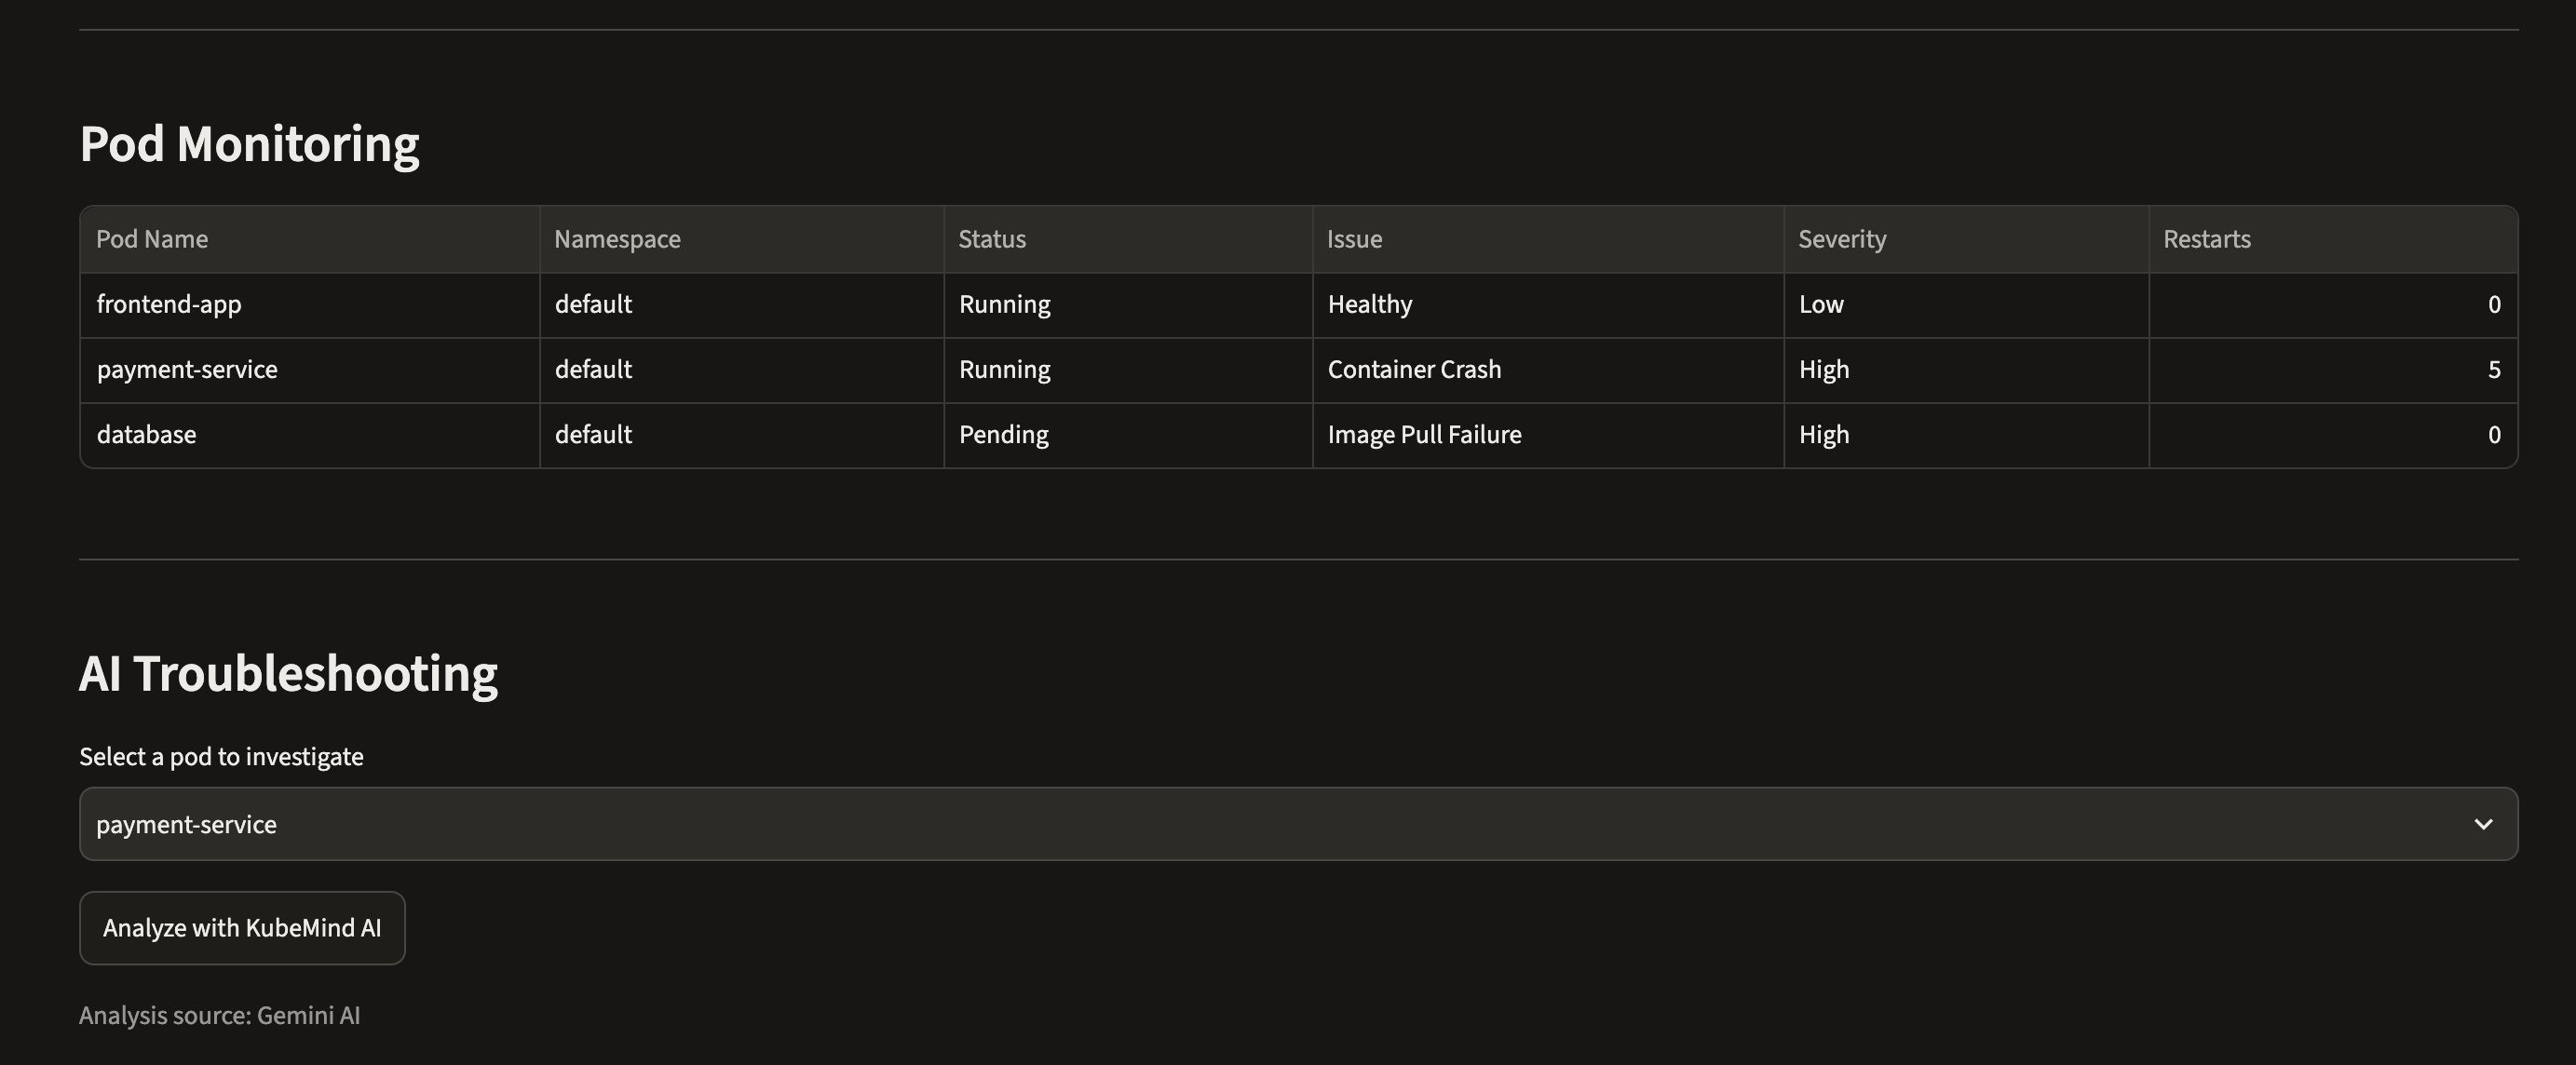 Pod Monitoring
Pod Name Namespace Status Issue Severity Restarts
frontend-app default Running Healthy Low 0
payment-service default Running Container Crash High 5
database default Pending Image Pull Failure High 0
AI Troubleshooting
Select a pod to investigate
payment-service
Analyze with KubeMind AI
Analysis source: Gemini AI